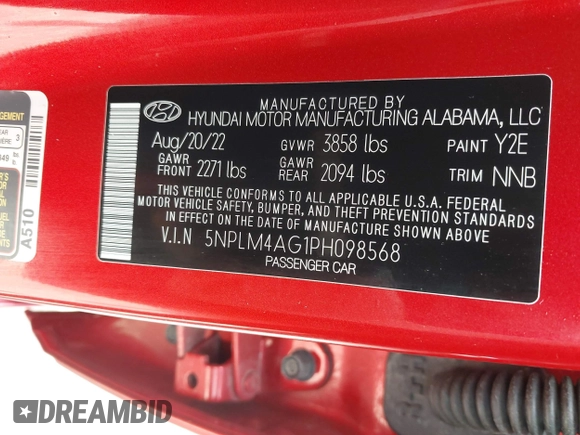 MANUFACTURED BY
HYUNDAI MOTOR MANUFACTURING ALABAMA, LLC
Aug/20/22 GVWR 3858 lbs PAINT Y2E
GAWR FRONT 2271 lbs GAWR REAR 2094 lbs TRIM NNB
THIS VEHICLE CONFORMS TO ALL APPLICABLE U.S.A. FEDERAL
MOTOR VEHICLE SAFETY, BUMPER, AND THEFT PREVENTION STANDARDS
IN EFFECT ON THE DATE OF MANUFACTURE SHOWN ABOVE
V.I.N 5NPLM4AG1PH098568
PASSENGER CAR
A510
3
DREAMBID